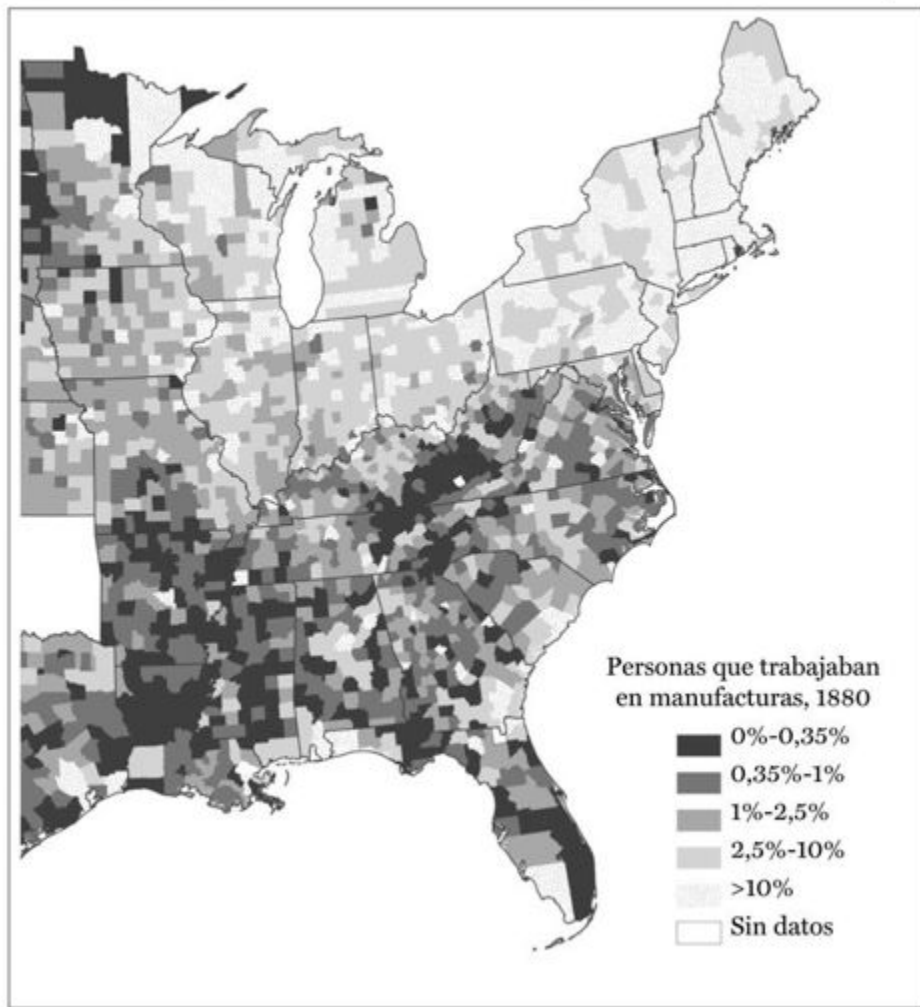 Personas que trabajaban
en manufacturas, 1880
0%-0,35%
0,35%-1%
1%-2,5%
2,5%-10%
>10%
Sin datos